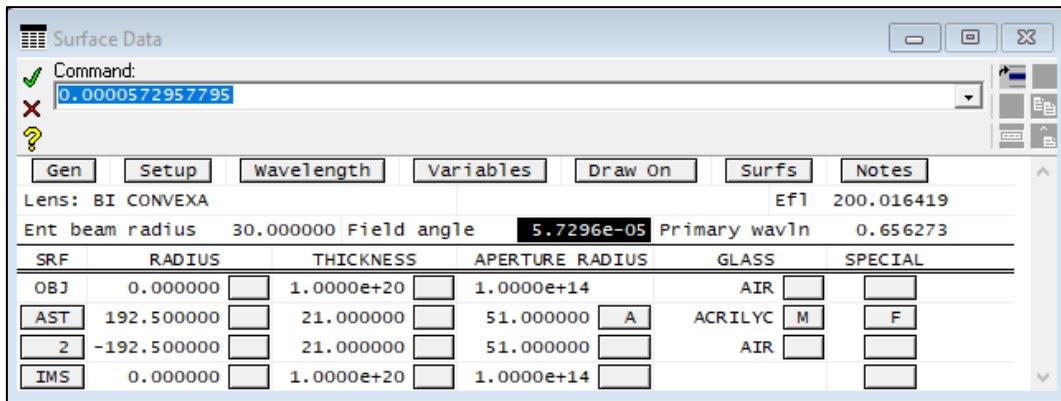 Surface Data
Command:
0.0000572957795
Gen Setup Wavelength Variables Draw On Surfs Notes
Lens: BI CONVEXA Efl 200.016419
Ent beam radius 30.000000 Field angle 5.7296e-05 Primary wavln 0.656273
SRF RADIUS THICKNESS APERTURE RADIUS GLASS SPECIAL
OBJ 0.000000 1.0000e+20 1.0000e+14 AIR
AST 192.500000 21.000000 51.000000 A ACRILYC M F
2 -192.500000 21.000000 51.000000 AIR
IMS 0.000000 1.0000e+20 1.0000e+14